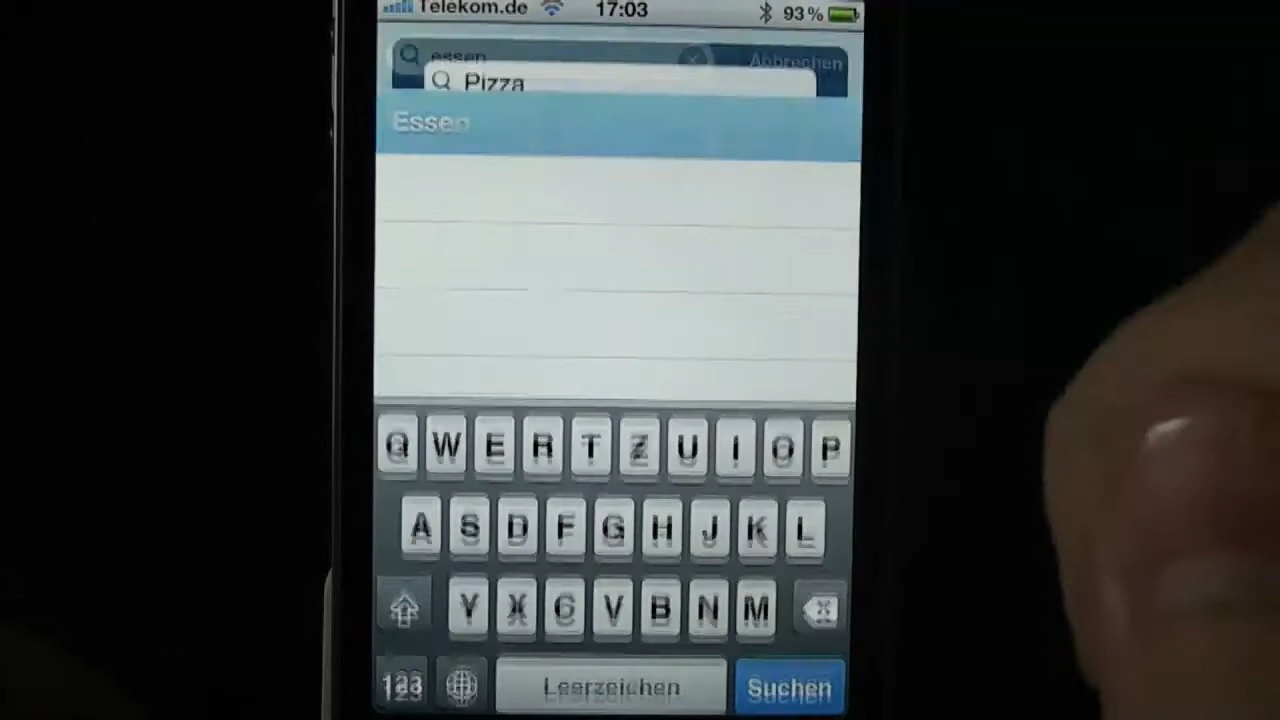 Telekom.de 17:03 93%
essen Abbrechen
Pizza
Essen
Q W E R T Z U I O P
A S D F G H J K L
Y X C V B N M
123 Leerzeichen Suchen